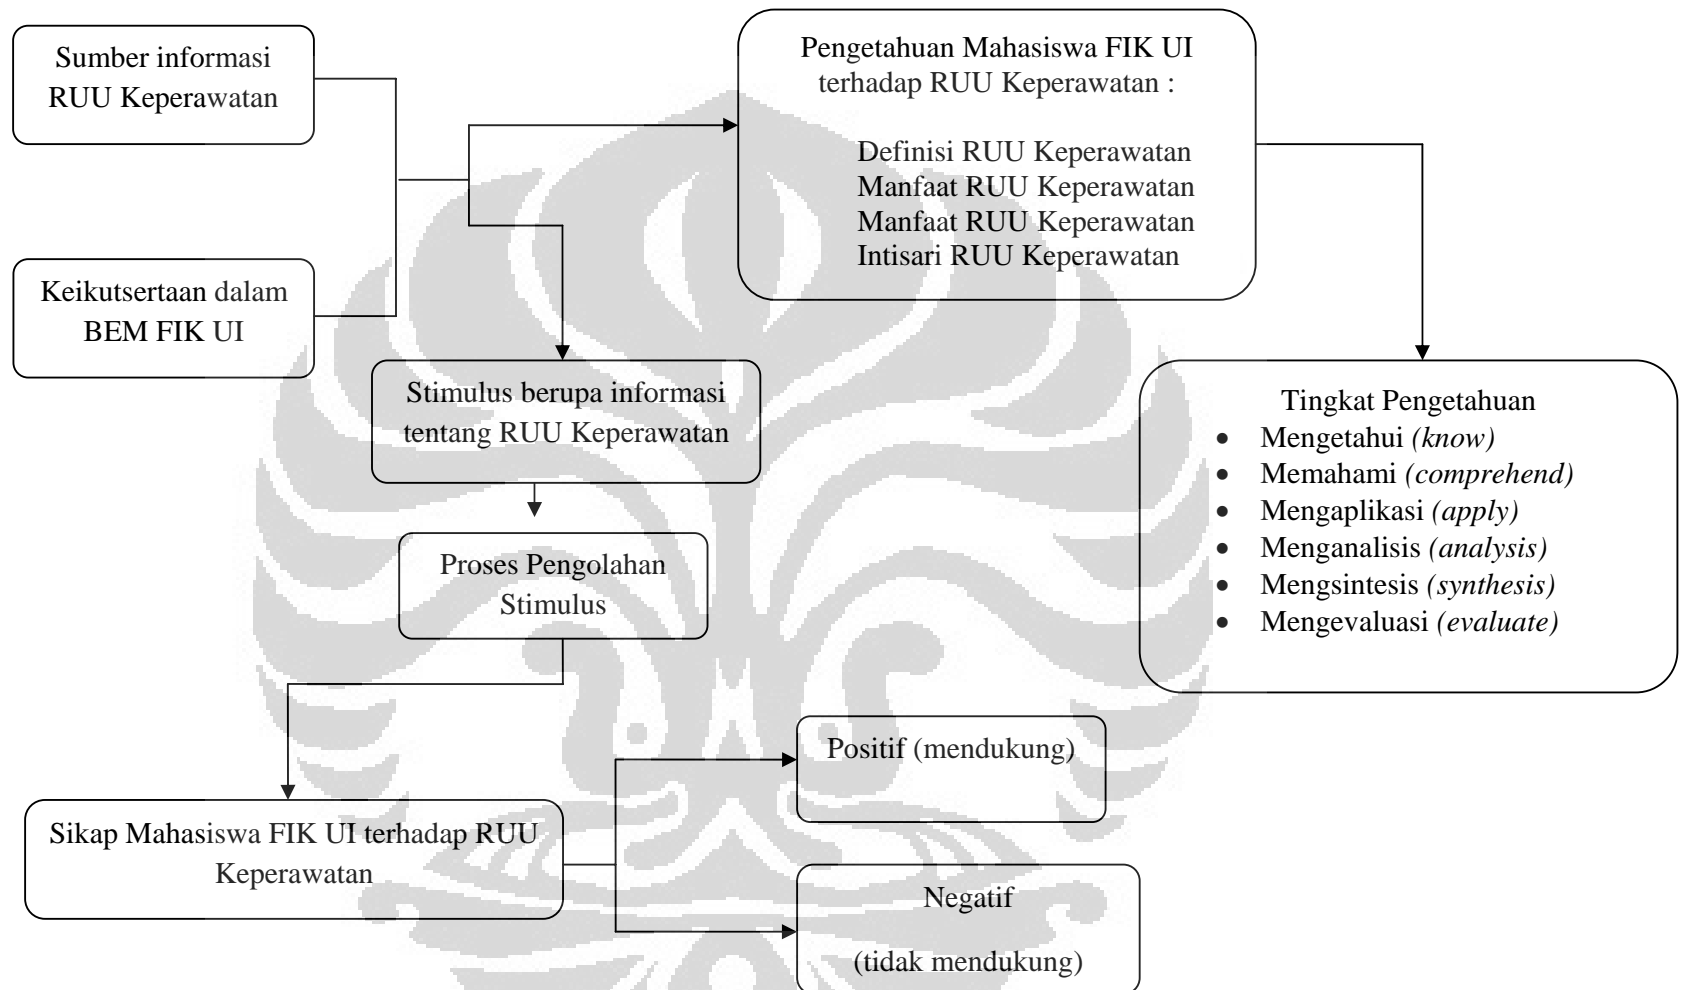 Sumber informasi
RUU Keperawatan
Pengetahuan Mahasiswa FIK UI
terhadap RUU Keperawatan :
Definisi RUU Keperawatan
Manfaat RUU Keperawatan
Manfaat RUU Keperawatan
Intisari RUU Keperawatan
Keikutsertaan dalam
BEM FIK UI
Stimulus berupa informasi
tentang RUU Keperawatan
Tingkat Pengetahuan
• Mengetahui (know)
• Memahami (comprehend)
• Mengaplikasi (apply)
• Menganalisis (analysis)
• Mengsintesis (synthesis)
• Mengevaluasi (evaluate)
Proses Pengolahan
Stimulus
Sikap Mahasiswa FIK UI terhadap RUU
Keperawatan
Positif (mendukung)
Negatif
(tidak mendukung)